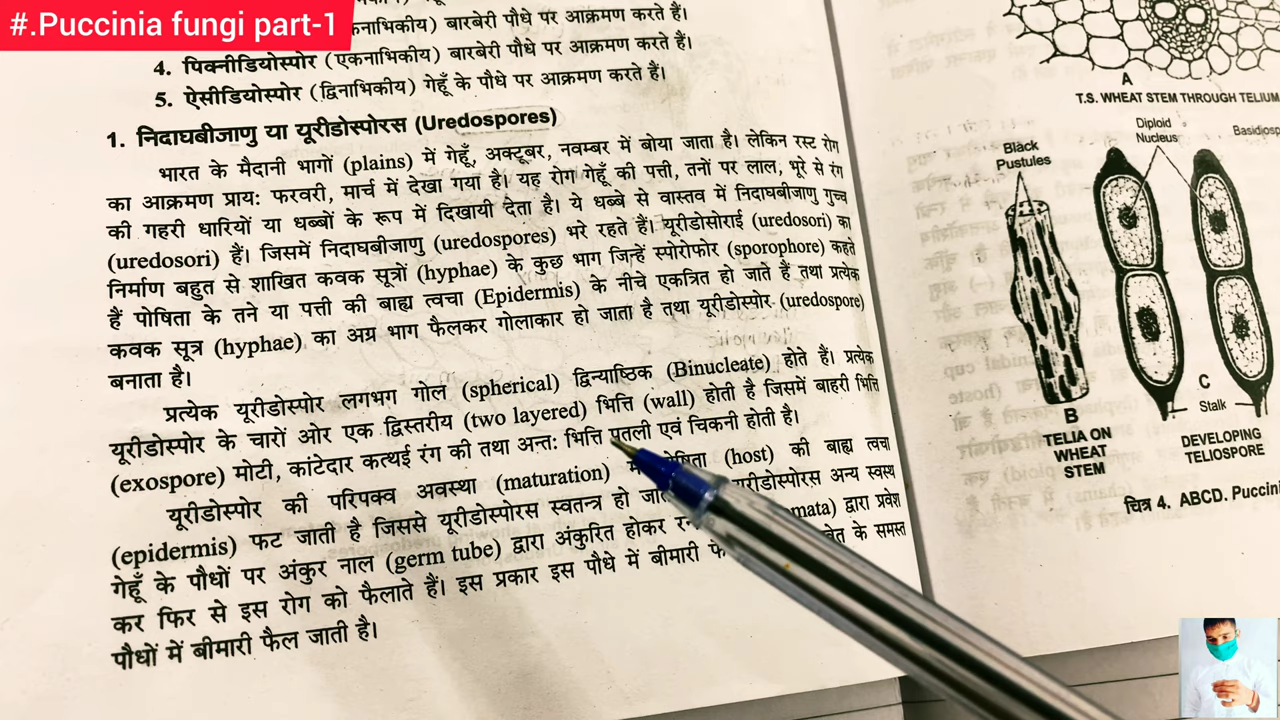 #.Puccinia fungi part-1
एकनाभिकीय) बारबेरी पौधे पर आक्रमण करते हैं।
4. पिक्नीडियोस्पोर (एकनाभिकीय) बारबेरी पौधे पर आक्रमण करते हैं।
5. ऐसीडियोस्पोर (द्विनाभिकीय) गेहूँ के पौधे पर आक्रमण करते हैं।
1. निदाघबीजाणु या यूरीडोस्पोरस (Uredospores)
भारत के मैदानी भागों (plains) में गेहूँ, अक्टूबर, नवम्बर में बोया जाता है। लेकिन रस्ट रोग
का आक्रमण प्रायः फरवरी, मार्च में देखा गया है। यह रोग गेहूँ की पत्ती, तनों पर लाल, भूरे से रंग
की गहरी धारियों या धब्बों के रूप में दिखायी देता है। ये धब्बे से वास्तव में निदाघबीजाणु गुच्छ
(uredosori) हैं। जिसमें निदाघबीजाणु (uredospores) भरे रहते हैं। यूरीडोसोराई (uredosori) का
निर्माण बहुत से शाखित कवक सूत्रों (hyphae) के कुछ भाग जिन्हें स्पोरोफोर (sporophore) कहते
हैं पोषिता के तने या पत्ती की बाह्य त्वचा (Epidermis) के नीचे एकत्रित हो जाते हैं तथा प्रत्येक
कवक सूत्र (hyphae) का अग्र भाग फैलकर गोलाकार हो जाता है तथा यूरीडोस्पोर (uredospore)
बनाता है।
प्रत्येक यूरीडोस्पोर लगभग गोल (spherical) द्विन्याष्ठिक (Binucleate) होते हैं। प्रत्येक
यूरीडोस्पोर के चारों ओर एक द्विस्तरीय (two layered) भित्ति (wall) होती है जिसमें बाहरी भित्ति
(exospore) मोटी, कांटेदार कत्थई रंग की तथा अन्तः भित्ति पतली एवं चिकनी होती है।
यूरीडोस्पोर की परिपक्व अवस्था (maturation) (host) की बाह्य त्वचा
(epidermis) फट जाती है जिससे यूरीडोस्पोरस स्वतन्त्र हो अन्य स्वस्थ
गेहूँ के पौधों पर अंकुर नाल (germ tube) द्वारा अंकुरित होकर द्वारा प्रवेश
कर फिर से इस रोग को फैलाते हैं। इस प्रकार इस पौधे में बीमारी के समस्त
पौधों में बीमारी फैल जाती है।
A
T.S. WHEAT STEM THROUGH TELIUM
Diploid
Nucleus
Black
Pustules
B
TELIA ON
WHEAT
STEM
C
Stalk
DEVELOPING
TELIOSPORE
चित्र 4. ABCD.